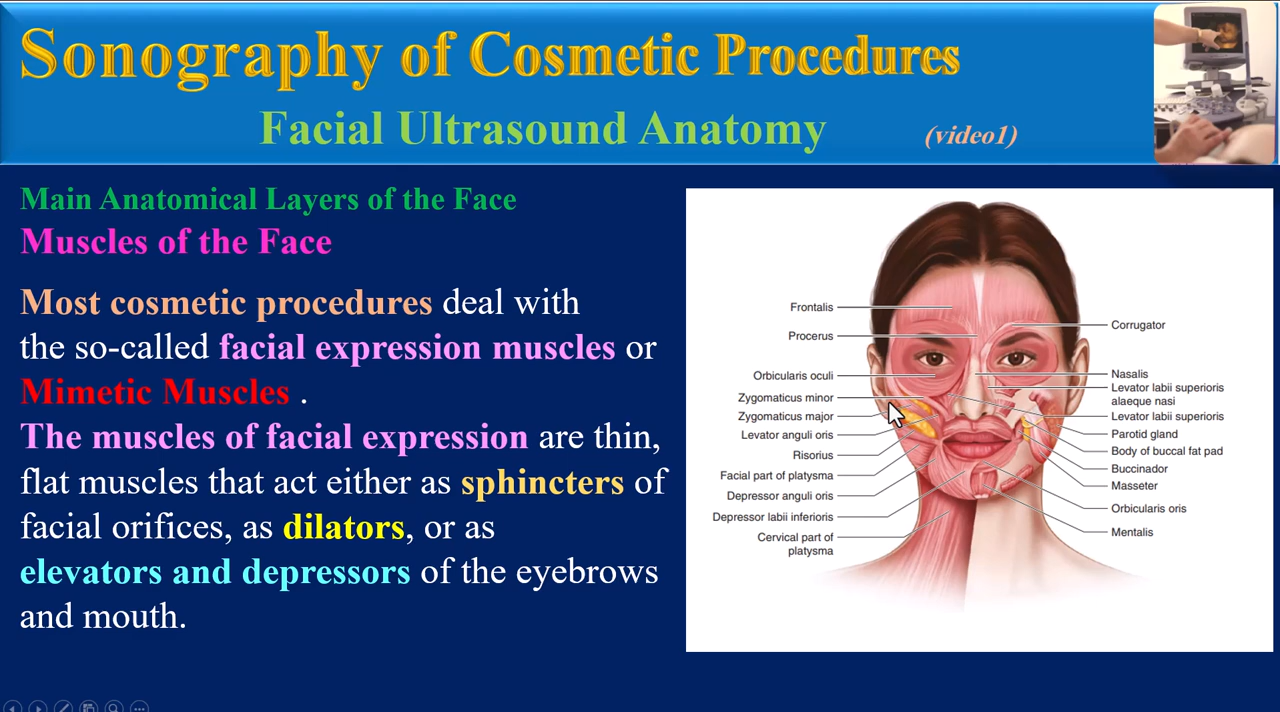 Sonography of Cosmetic Procedures
Facial Ultrasound Anatomy (video1)
Main Anatomical Layers of the Face
Muscles of the Face
Most cosmetic procedures deal with
the so-called facial expression muscles or
Mimetic Muscles .
The muscles of facial expression are thin,
flat muscles that act either as sphincters of
facial orifices, as dilators, or as
elevators and depressors of the eyebrows
and mouth.
Frontalis
Procerus
Orbicularis oculi
Zygomaticus minor
Zygomaticus major
Levator anguli oris
Risorius
Facial part of platysma
Depressor anguli oris
Depressor labii inferioris
Cervical part of
platysma
Corrugator
Nasalis
Levator labii superioris
alaeque nasi
Levator labii superioris
Parotid gland
Body of buccal fat pad
Buccinador
Masseter
Orbicularis oris
Mentalis